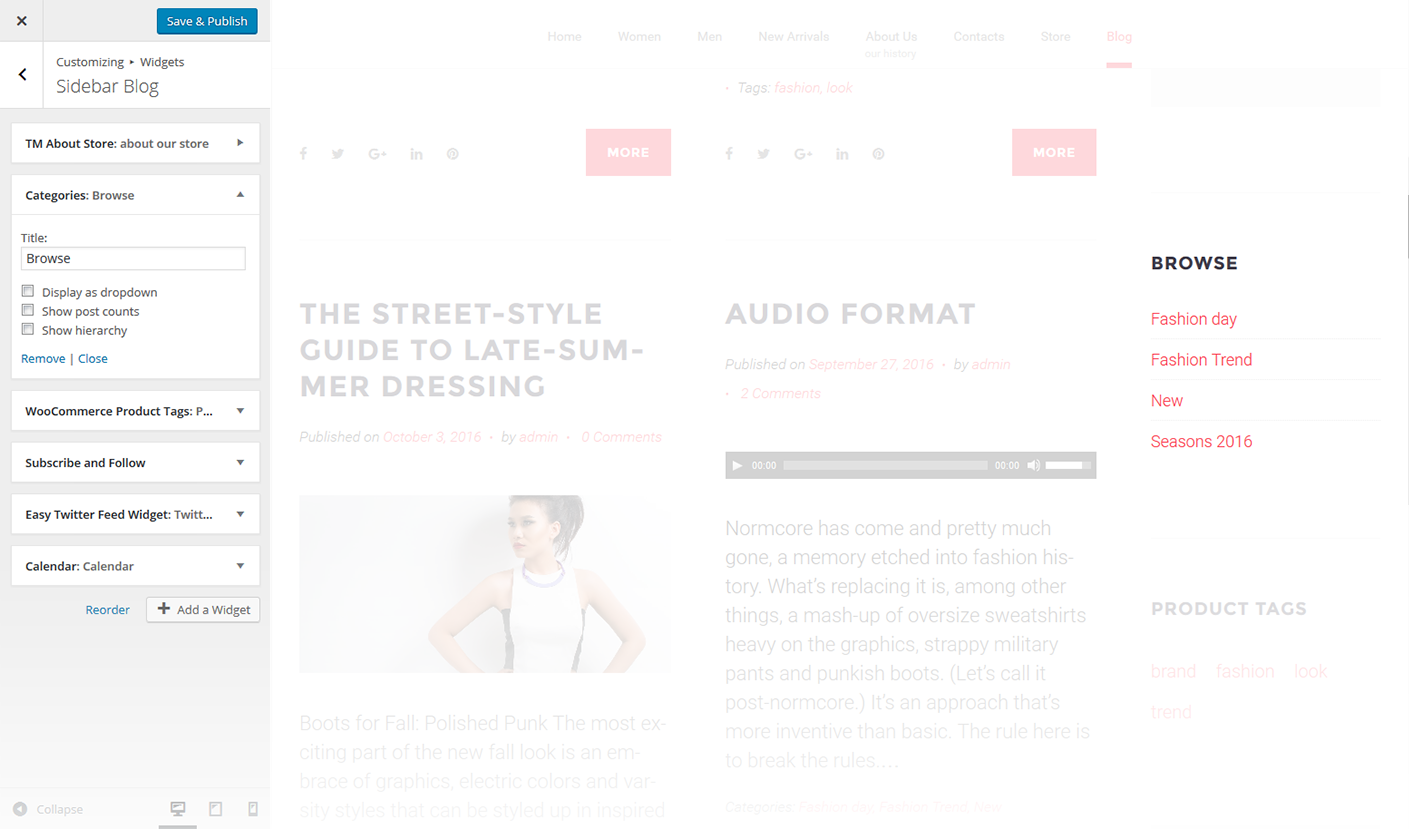 Save & Publish
Customizing ▸ Widgets
Sidebar Blog
TM About Store: about our store
Categories: Browse
Title:
Browse
Display as dropdown
Show post counts
Show hierarchy
Remove | Close
WooCommerce Product Tags: P...
Subscribe and Follow
Easy Twitter Feed Widget: Twitt...
Calendar: Calendar
Reorder
Add a Widget
Collapse
Home Women Men New Arrivals About Us Contacts Store Blog
our history
· Tags: fashion, look
MORE
MORE
THE STREET-STYLE
GUIDE TO LATE-SUM-
MER DRESSING
Published on October 3, 2016 · by admin · 0 Comments
Boots for Fall: Polished Punk The most ex-
citing part of the new fall look is an em-
brace of graphics, electric colors and var-
sity styles that can be styled up in inspired
AUDIO FORMAT
Published on September 27, 2016 · by admin
· 2 Comments
00:00 00:00
Normcore has come and pretty much
gone, a memory etched into fashion his-
tory. What's replacing it is, among other
things, a mash-up of oversize sweatshirts
heavy on the graphics, strappy military
pants and punkish boots. (Let's call it
post-normcore.) It's an approach that's
more inventive than basic. The rule here is
to break the rules....
Categories: Fashion day, Fashion Trend, New
BROWSE
Fashion day
Fashion Trend
New
Seasons 2016
PRODUCT TAGS
brand fashion look
trend